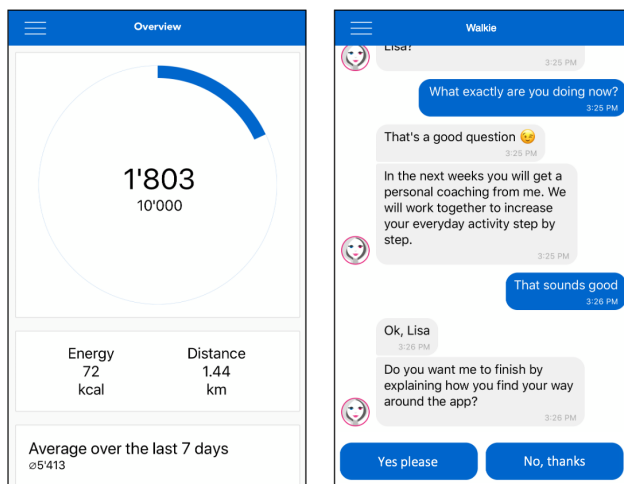 Overview
1'803
10'000
Energy
72
kcal
Distance
1.44
km
Average over the last 7 days
⌀5'413
Walkie
Lisa?
3:25 PM
What exactly are you doing now?
3:25 PM
That's a good question 😉
3:25 PM
In the next weeks you will get a
personal coaching from me. We
will work together to increase
your everyday activity step by
step.
3:25 PM
That sounds good
3:26 PM
Ok, Lisa
3:26 PM
Do you want me to finish by
explaining how you find your way
around the app?
3:26 PM
Yes please
No, thanks